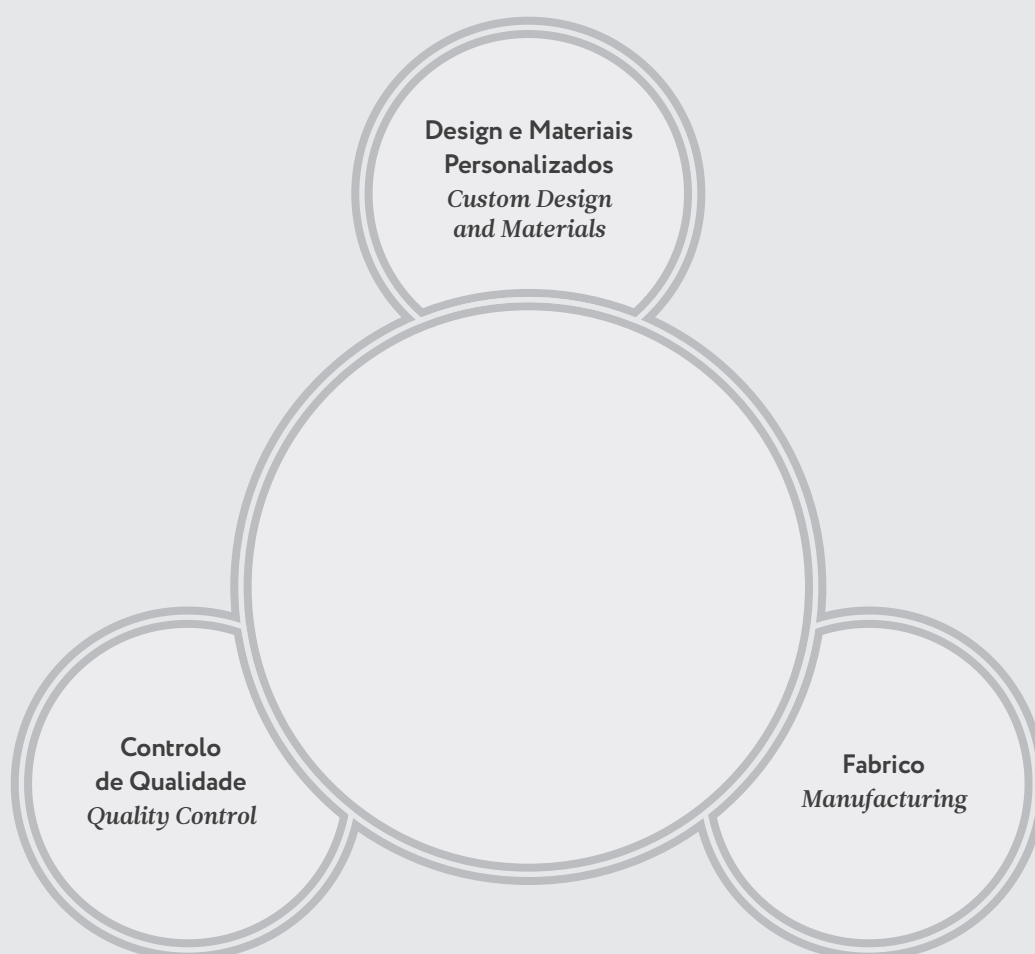 Design e Materiais
Personalizados
Custom Design
and Materials
Controlo
de Qualidade
Quality Control
Fabrico
Manufacturing